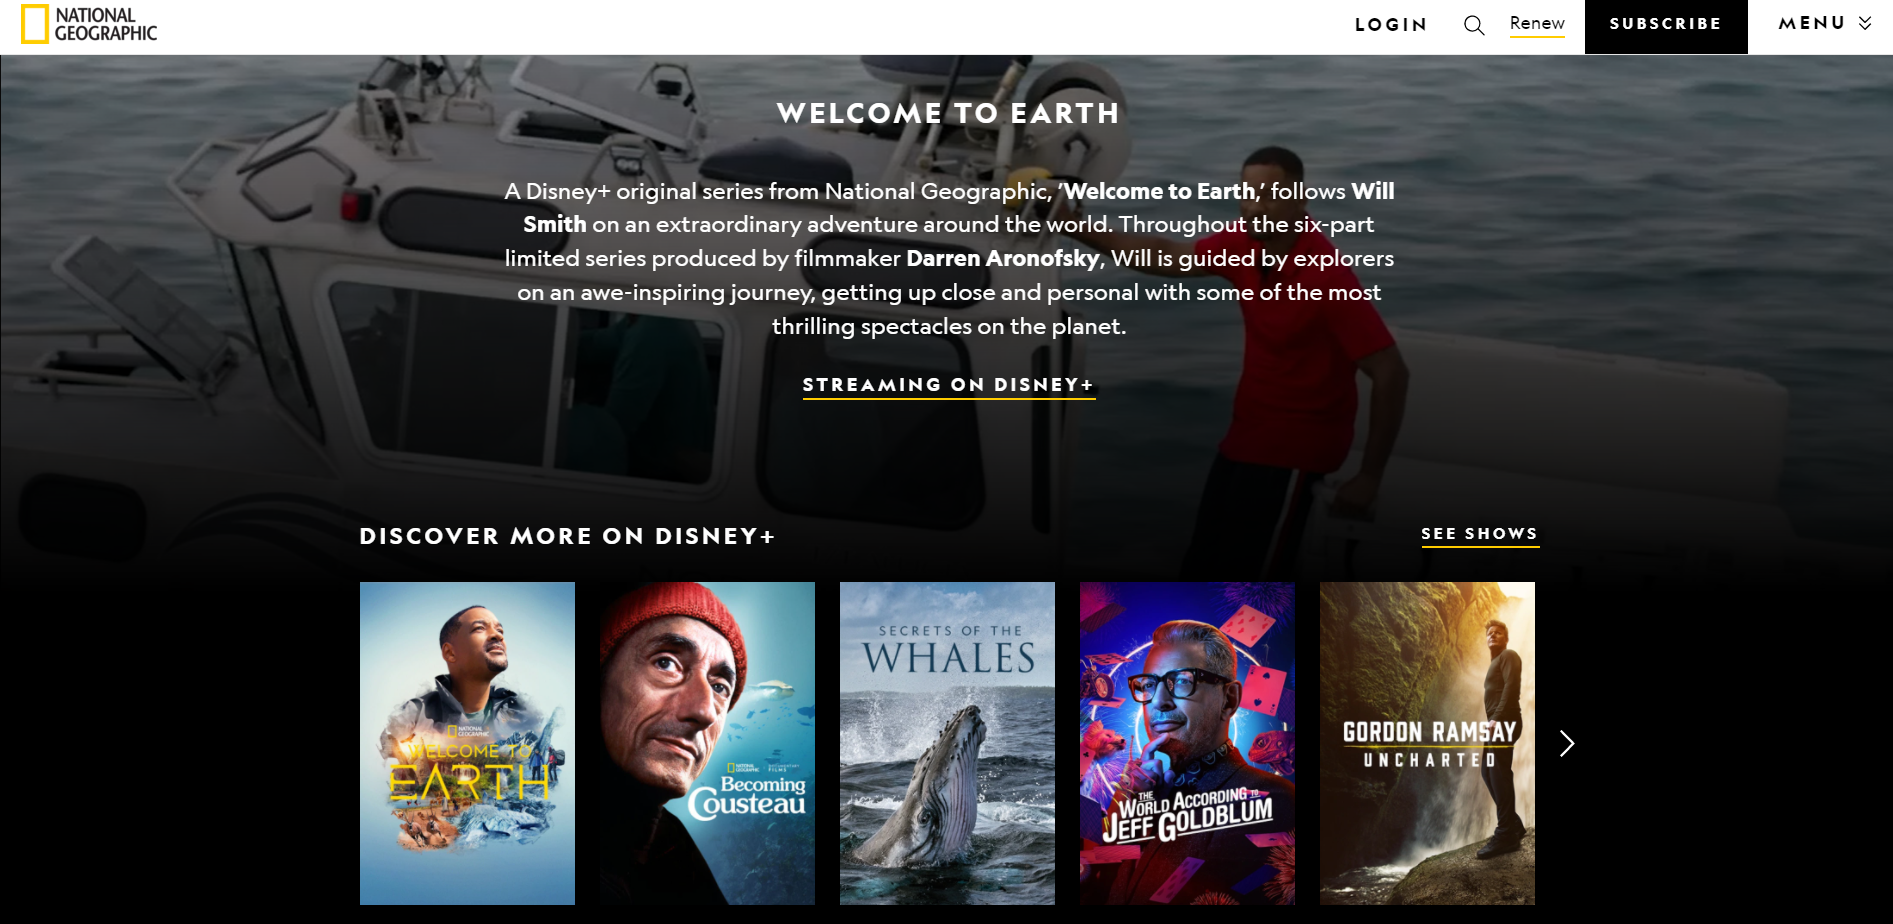 NATIONAL
GEOGRAPHIC
LOGIN
Renew
SUBSCRIBE
MENU
WELCOME TO EARTH
A Disney+ original series from National Geographic, 'Welcome to Earth,' follows Will
Smith on an extraordinary adventure around the world. Throughout the six-part
limited series produced by filmmaker Darren Aronofsky, Will is guided by explorers
on an awe-inspiring journey, getting up close and personal with some of the most
thrilling spectacles on the planet.
STREAMING ON DISNEY+
DISCOVER MORE ON DISNEY+
SEE SHOWS
NATIONAL
GEOGRAPHIC
WELCOME TO
EARTH
NATIONAL
GEOGRAPHIC
DOCUMENTARY
FILMS
Becoming
Cousteau
SECRETS OF THE
WHALES
THE
WORLD ACCORDING TO
JEFF GOLDBLUM
GORDON RAMSAY
UNCHARTED